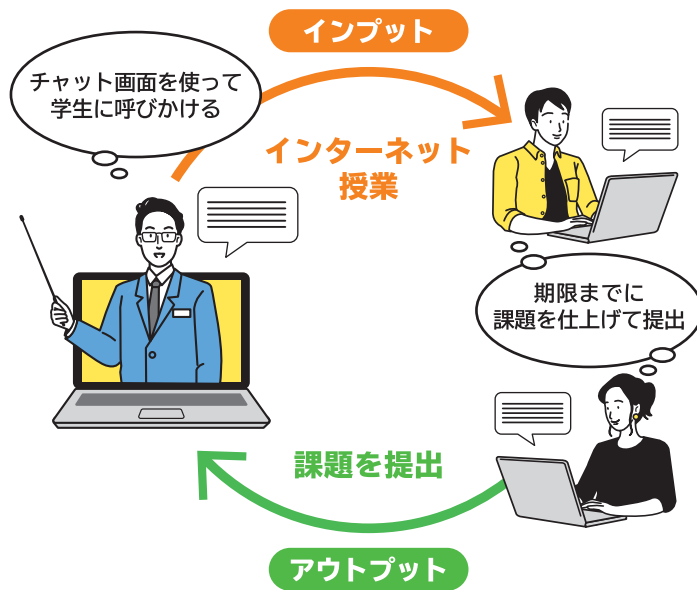 インプット
チャット画面を使って
学生に呼びかける
インターネット
授業
期限までに
課題を仕上げて提出
課題を提出
アウトプット